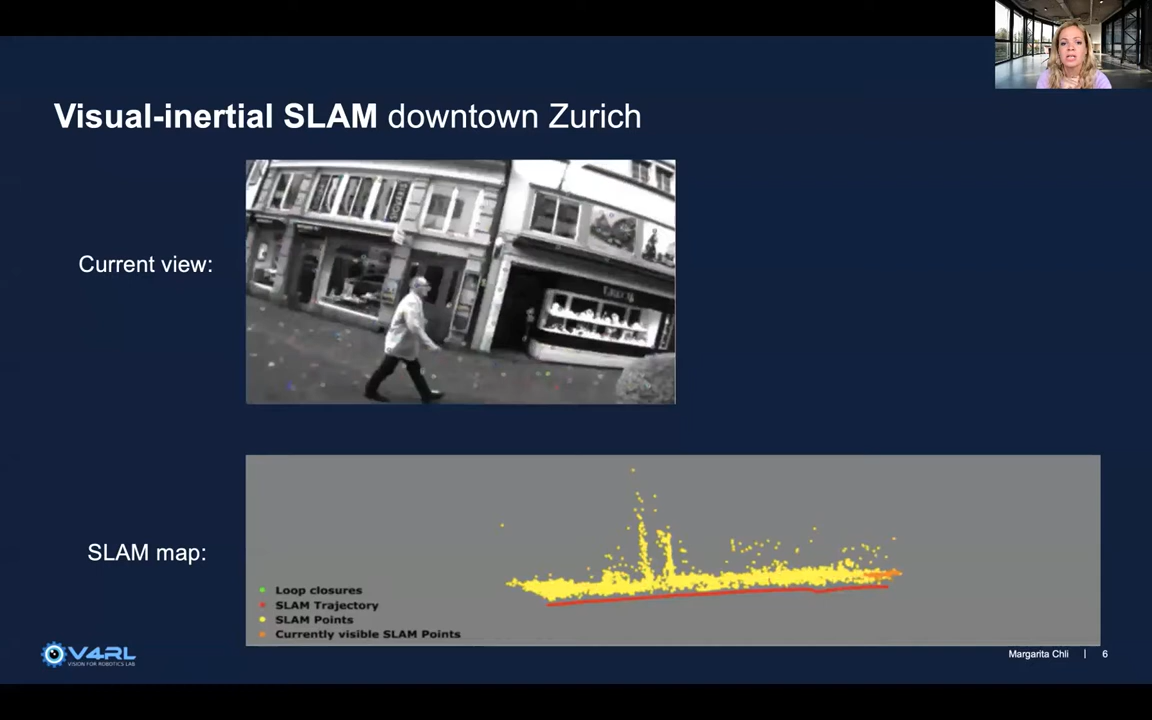 Visual-inertial SLAM downtown Zurich
Current view:
SLAM map:
Loop closures
SLAM Trajectory
SLAM Points
Currently visible SLAM Points
V4RL
VISION FOR ROBOTICS LAB
Margarita Chli | 6